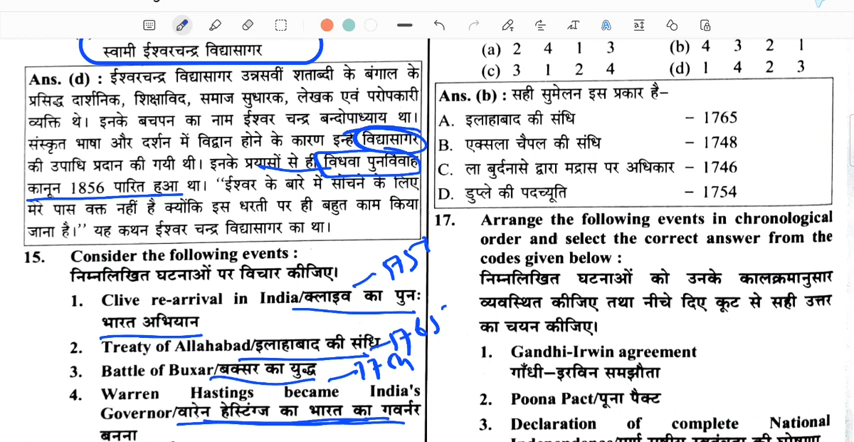 स्वामी ईश्वरचन्द्र विद्यासागर
Ans. (d) : ईश्वरचन्द्र विद्यासागर उन्नसवीं शताब्दी के बंगाल के
प्रसिद्ध दार्शनिक, शिक्षाविद, समाज सुधारक, लेखक एवं परोपकारी
व्यक्ति थे। इनके बचपन का नाम ईश्वर चन्द्र बन्दोपाध्याय था।
संस्कृत भाषा और दर्शन में विद्वान होने के कारण इन्हें विद्यासागर
की उपाधि प्रदान की गयी थी। इनके प्रयासों से ही विधवा पुनर्विवाह
कानून 1856 पारित हुआ था। "ईश्वर के बारे में सोचने के लिए
मेरे पास वक्त नहीं है क्योंकि इस धरती पर ही बहुत काम किया
जाना है।" यह कथन ईश्वर चन्द्र विद्यासागर का था।
15. Consider the following events :
निम्नलिखित घटनाओं पर विचार कीजिए।
1. Clive re-arrival in India/क्लाइव का पुनः
भारत अभियान
2. Treaty of Allahabad/इलाहाबाद की संधि
1765
3. Battle of Buxar/बक्सर का युद्ध
4. Warren Hastings became India's
Governor/वारेन हेस्टिंग्ज का भारत का गवर्नर
बनना
(a) 2 4 1 3 (b) 4 3 2 1
(c) 3 1 2 4 (d) 1 4 2 3
Ans. (b) : सही सुमेलन इस प्रकार है–
A. इलाहाबाद की संधि – 1765
B. एक्सला चैपल की संधि – 1748
C. ला बुर्दनासे द्वारा मद्रास पर अधिकार – 1746
D. डुप्ले की पदच्यूति – 1754
17. Arrange the following events in chronological
order and select the correct answer from the
codes given below :
निम्नलिखित घटनाओं को उनके कालक्रमानुसार
व्यवस्थित कीजिए तथा नीचे दिए कूट से सही उत्तर
का चयन कीजिए।
1. Gandhi-Irwin agreement
गाँधी–इरविन समझौता
2. Poona Pact/पूना पैक्ट
3. Declaration of complete National